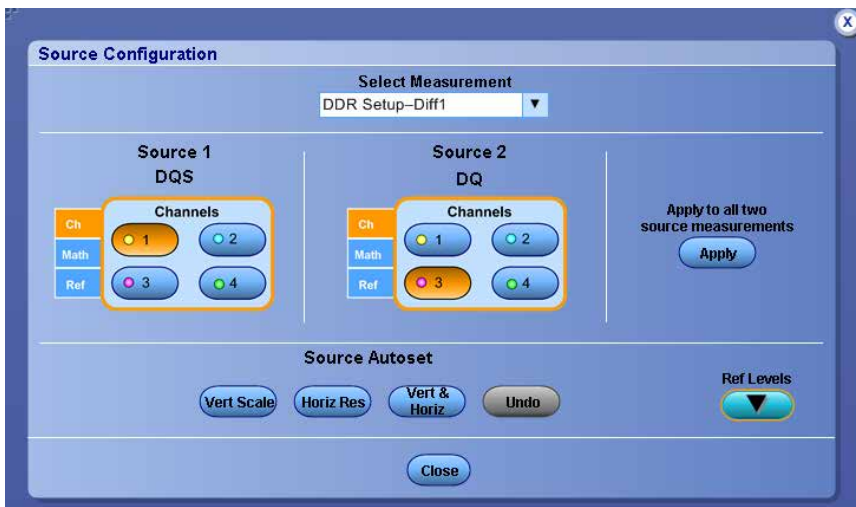 X
Source Configuration
Select Measurement
DDR Setup–Diff1
Source 1
DQS
Ch
Math
Ref
Channels
1
2
3
4
Source 2
DQ
Ch
Math
Ref
Channels
1
2
3
4
Apply to all two
source measurements
Apply
Source Autoset
Vert Scale
Horiz Res
Vert &
Horiz
Undo
Ref Levels
Close